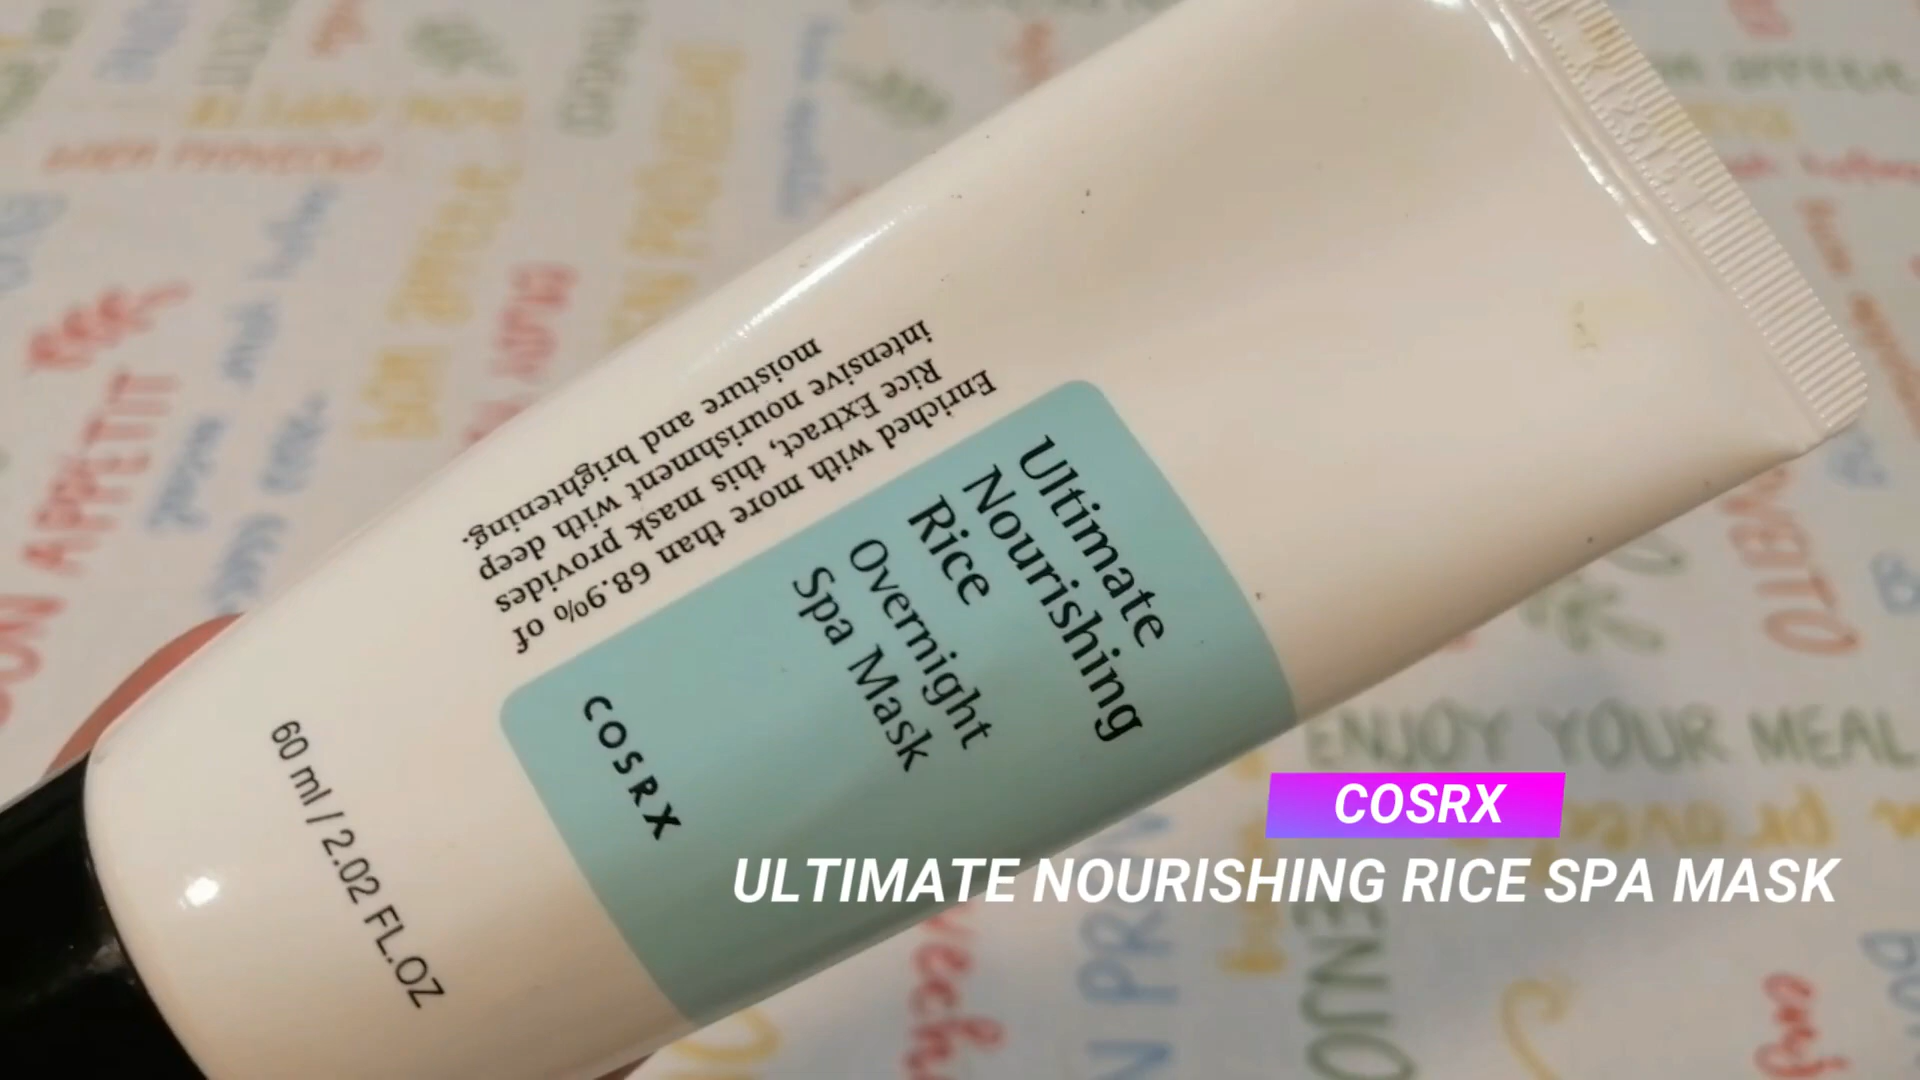 Ultimate
Nourishing
Rice
Overnight
Spa Mask
COSRX
Enriched with more than 68.9% of
Rice Extract, this mask provides
intensive nourishment with deep
moisture and brightening.
60 ml / 2.02 FL.OZ
COSRX
ULTIMATE NOURISHING RICE SPA MASK
BON APPETIT
ENJOY YOUR MEAL